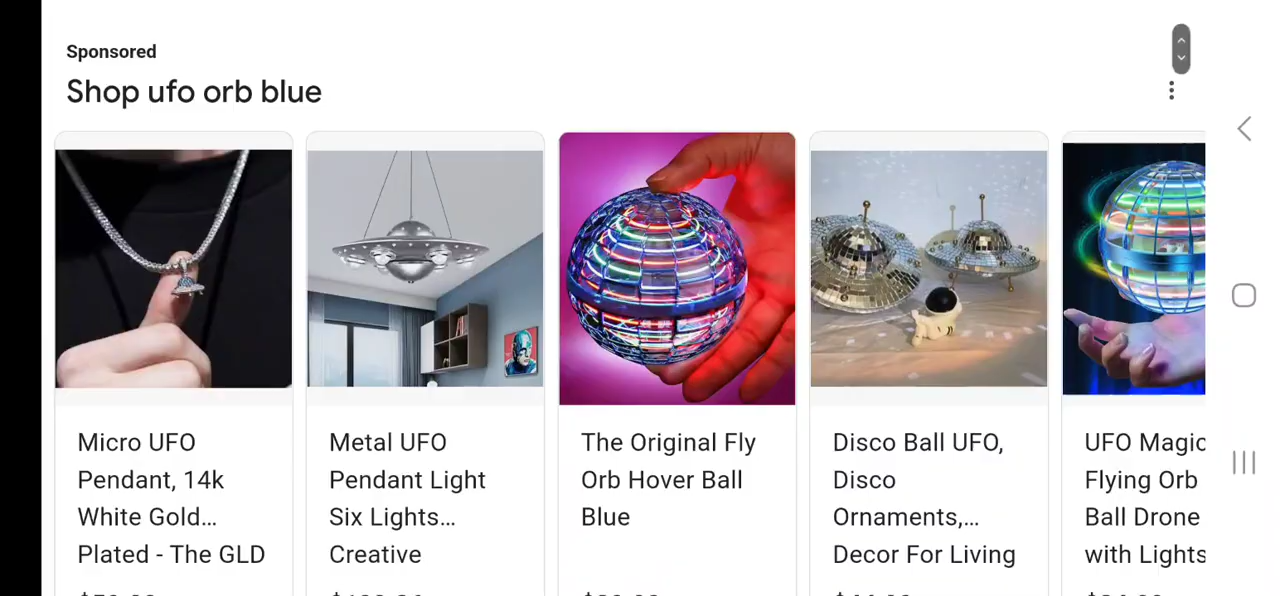 Sponsored
Shop ufo orb blue
Micro UFO
Pendant, 14k
White Gold...
Plated - The GLD
Metal UFO
Pendant Light
Six Lights...
Creative
The Original Fly
Orb Hover Ball
Blue
Disco Ball UFO,
Disco
Ornaments,...
Decor For Living
UFO Magic
Flying Orb
Ball Drone
with Lights